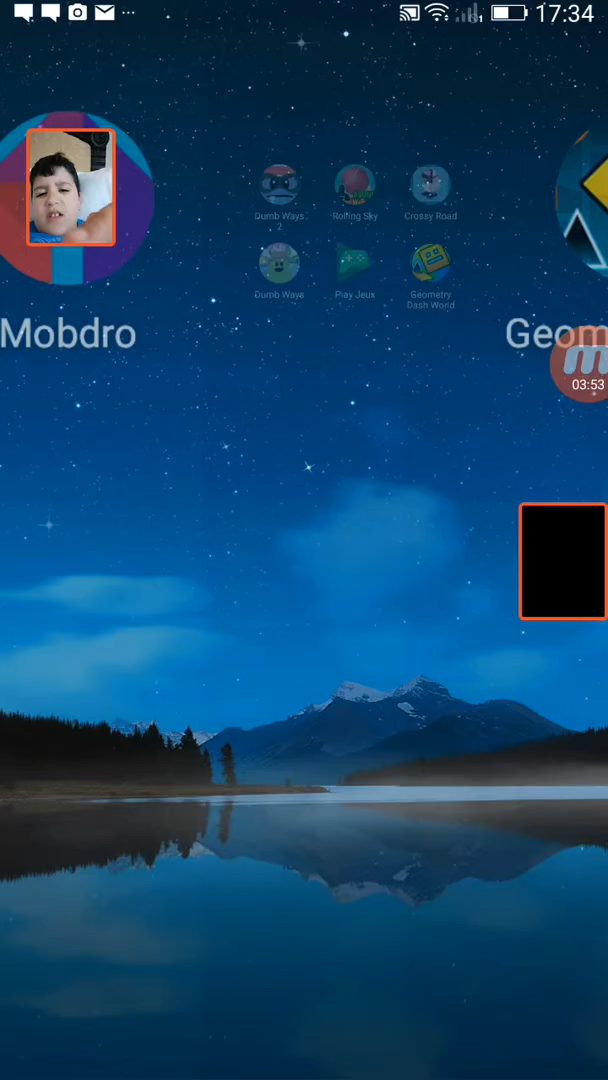 17:34
Dumb Ways
2
Rolling Sky
Crossy Road
Dumb Ways
Play Jeux
Geometry
Dash World
Mobdro
Geom
03:53